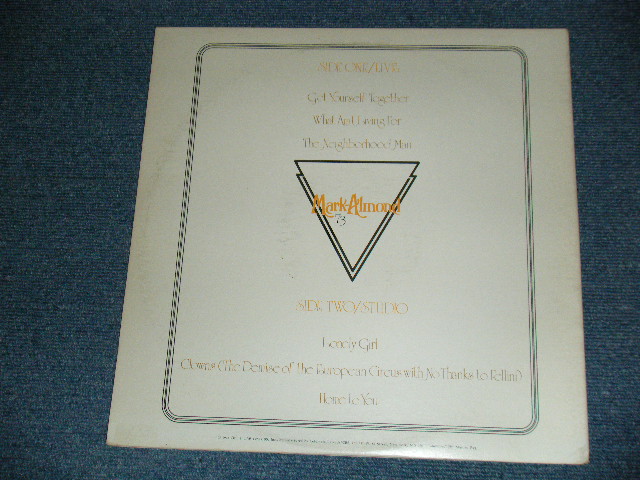 SIDE ONE/LIVE
Get Yourself Together
What Am I Living For
The Neighborhood Man
Mark-Almond
73
SIDE TWO/STUDIO
Lonely Girl
Clowns (The Demise of the European Circus with No Thanks to Fellini)
Home to You